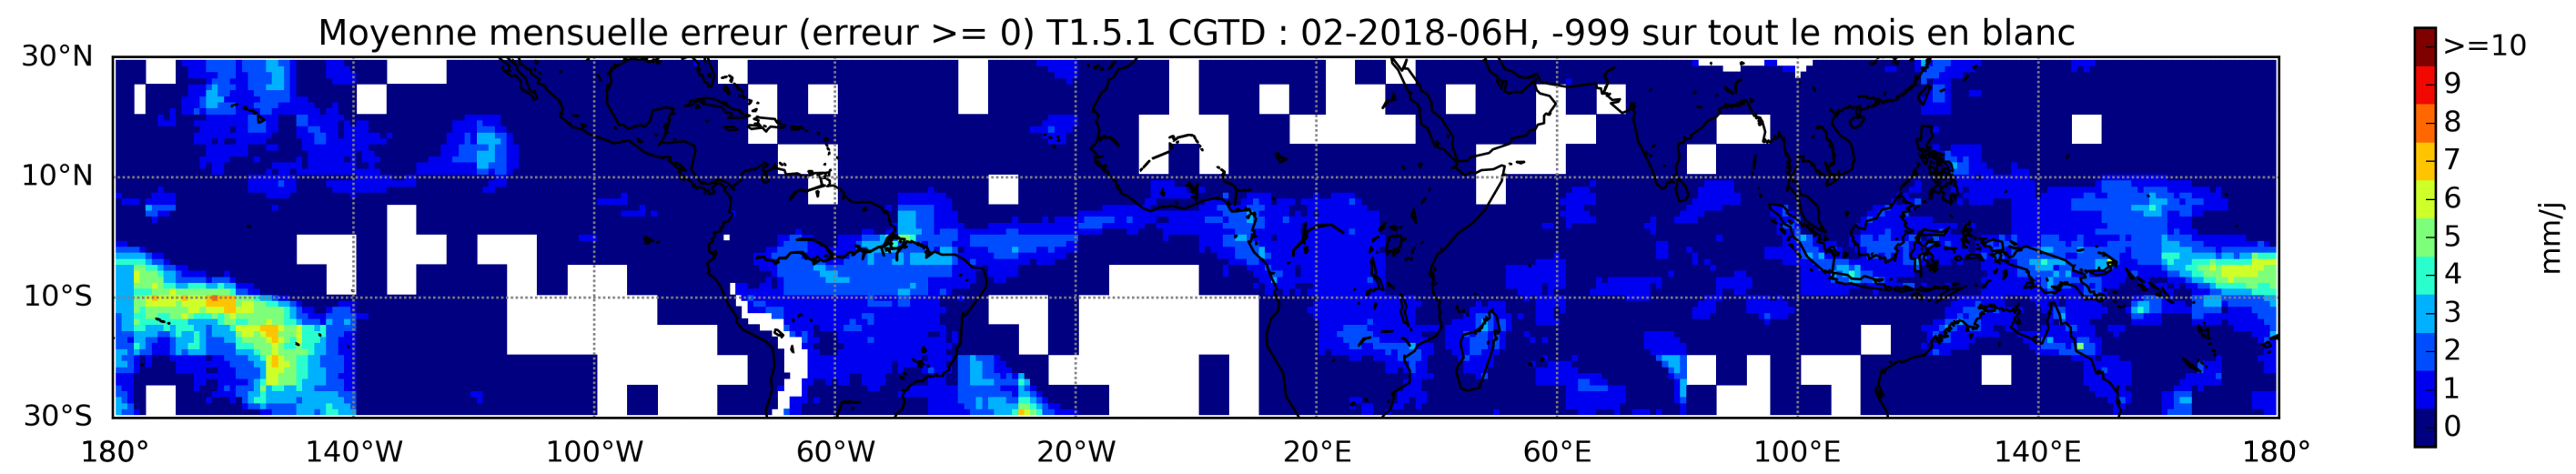 Moyenne mensuelle erreur (erreur >= 0) T1.5.1 CGTD : 02-2018-06H, -999 sur tout le mois en blanc
30°N
10°N
10°S
30°S
180° 140°W 100°W 60°W 20°W 20°E 60°E 100°E 140°E 180°
>=10
9
8
7
6
5
4
3
2
1
0
mm/j